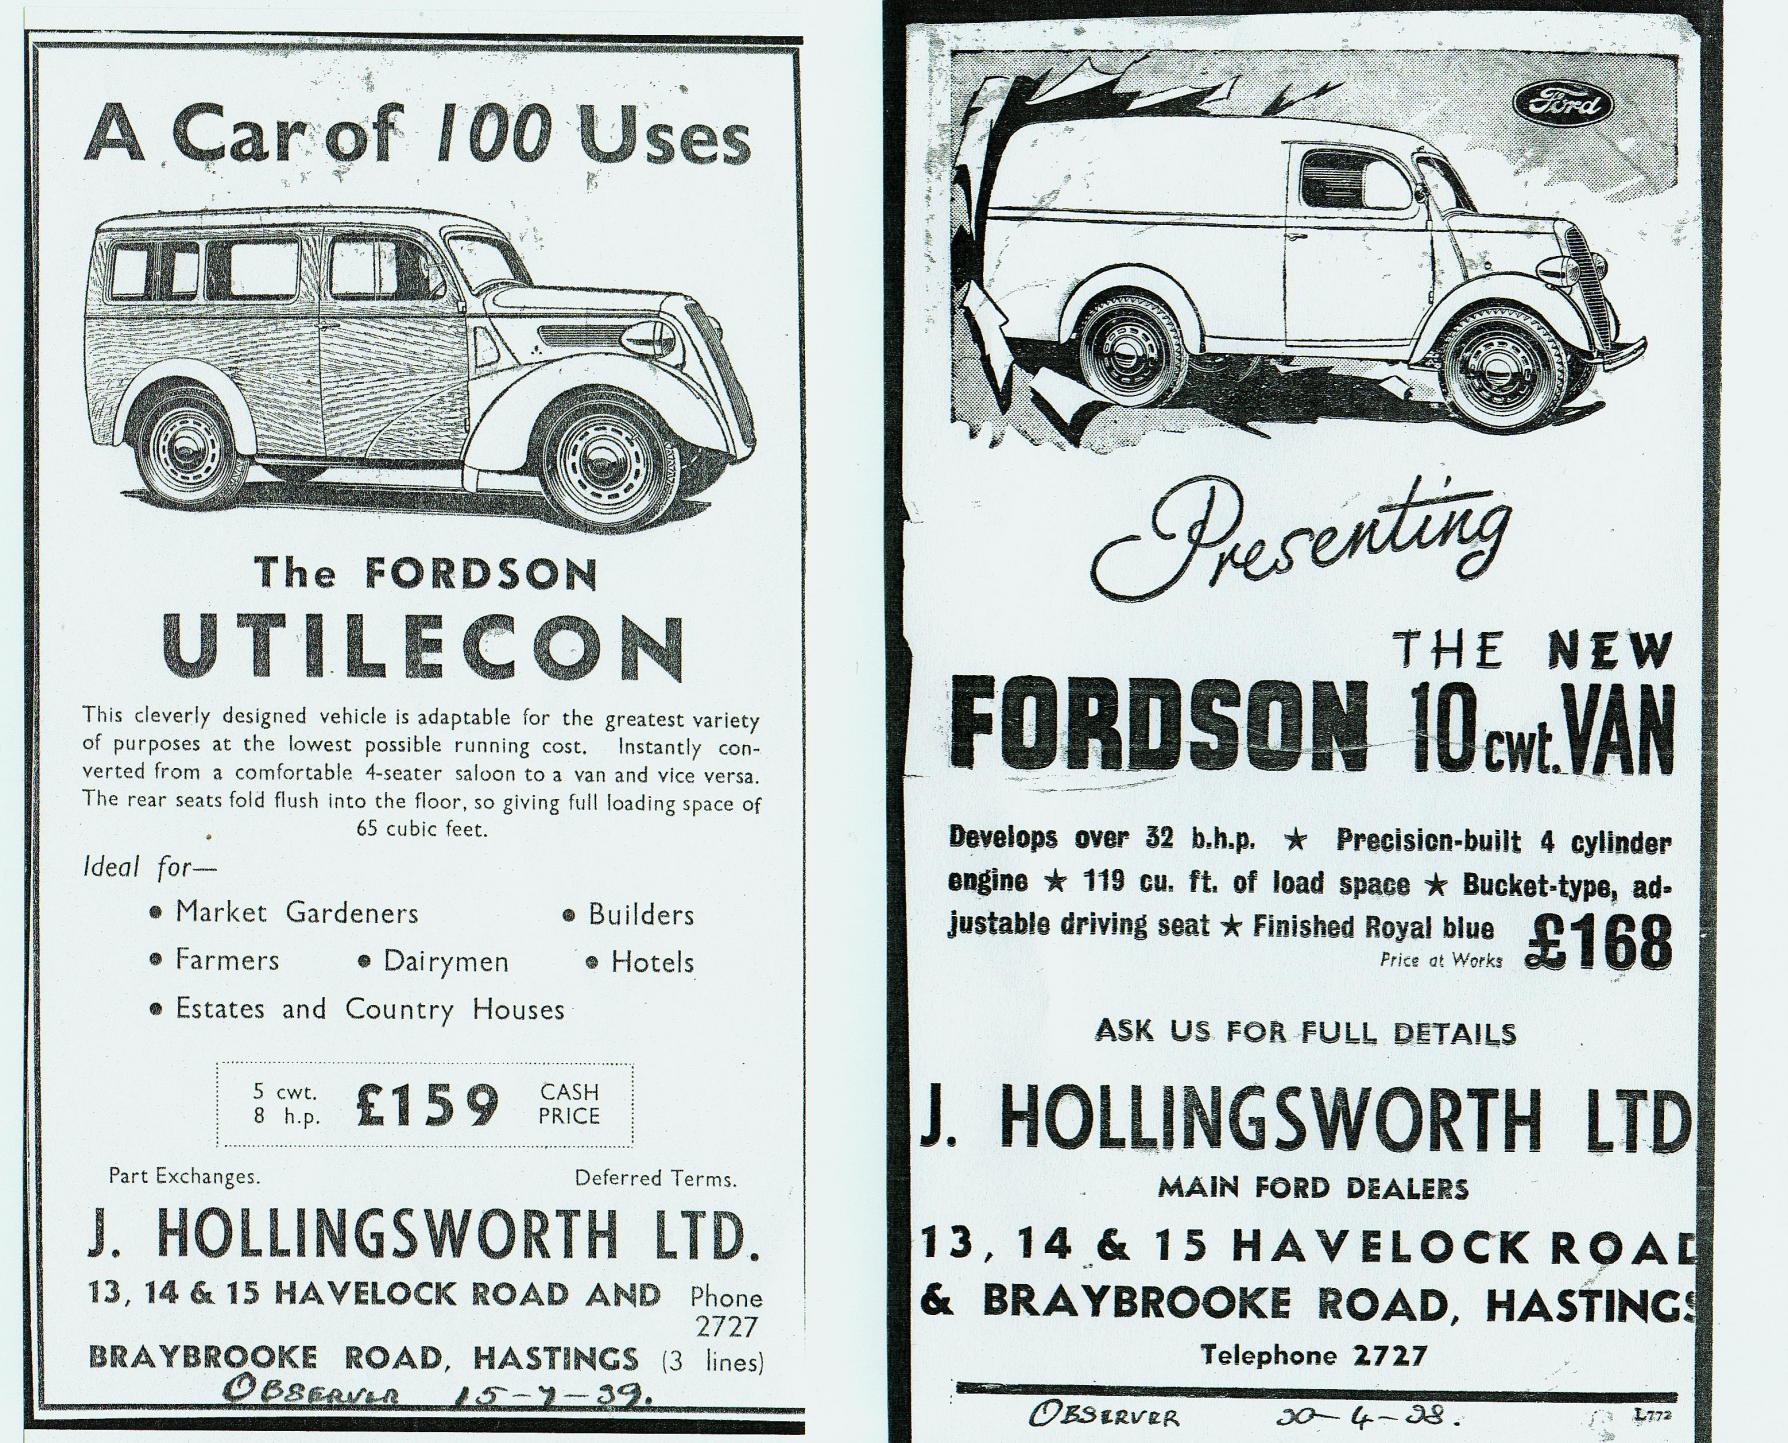 A Car of 100 Uses
The FORDSON
UTILECON
This cleverly designed vehicle is adaptable for the greatest variety
of purposes at the lowest possible running cost. Instantly con-
verted from a comfortable 4-seater saloon to a van and vice versa.
The rear seats fold flush into the floor, so giving full loading space of
65 cubic feet.
Ideal for—
• Market Gardeners • Builders
• Farmers • Dairymen • Hotels
• Estates and Country Houses
5 cwt. £159 CASH
8 h.p. PRICE
Part Exchanges. Deferred Terms.
J. HOLLINGSWORTH LTD.
13, 14 & 15 HAVELOCK ROAD AND Phone
2727
BRAYBROOKE ROAD, HASTINGS (3 lines)
OBSERVER 15-7-39.
Ford
Presenting
THE NEW
FORDSON 10 cwt. VAN
Develops over 32 b.h.p. ★ Precision-built 4 cylinder
engine ★ 119 cu. ft. of load space ★ Bucket-type, ad-
justable driving seat ★ Finished Royal blue
Price at Works £168
ASK US FOR FULL DETAILS
J. HOLLINGSWORTH LTD
MAIN FORD DEALERS
13, 14 & 15 HAVELOCK ROAD
& BRAYBROOKE ROAD, HASTINGS
Telephone 2727
OBSERVER 30-4-38.
L772